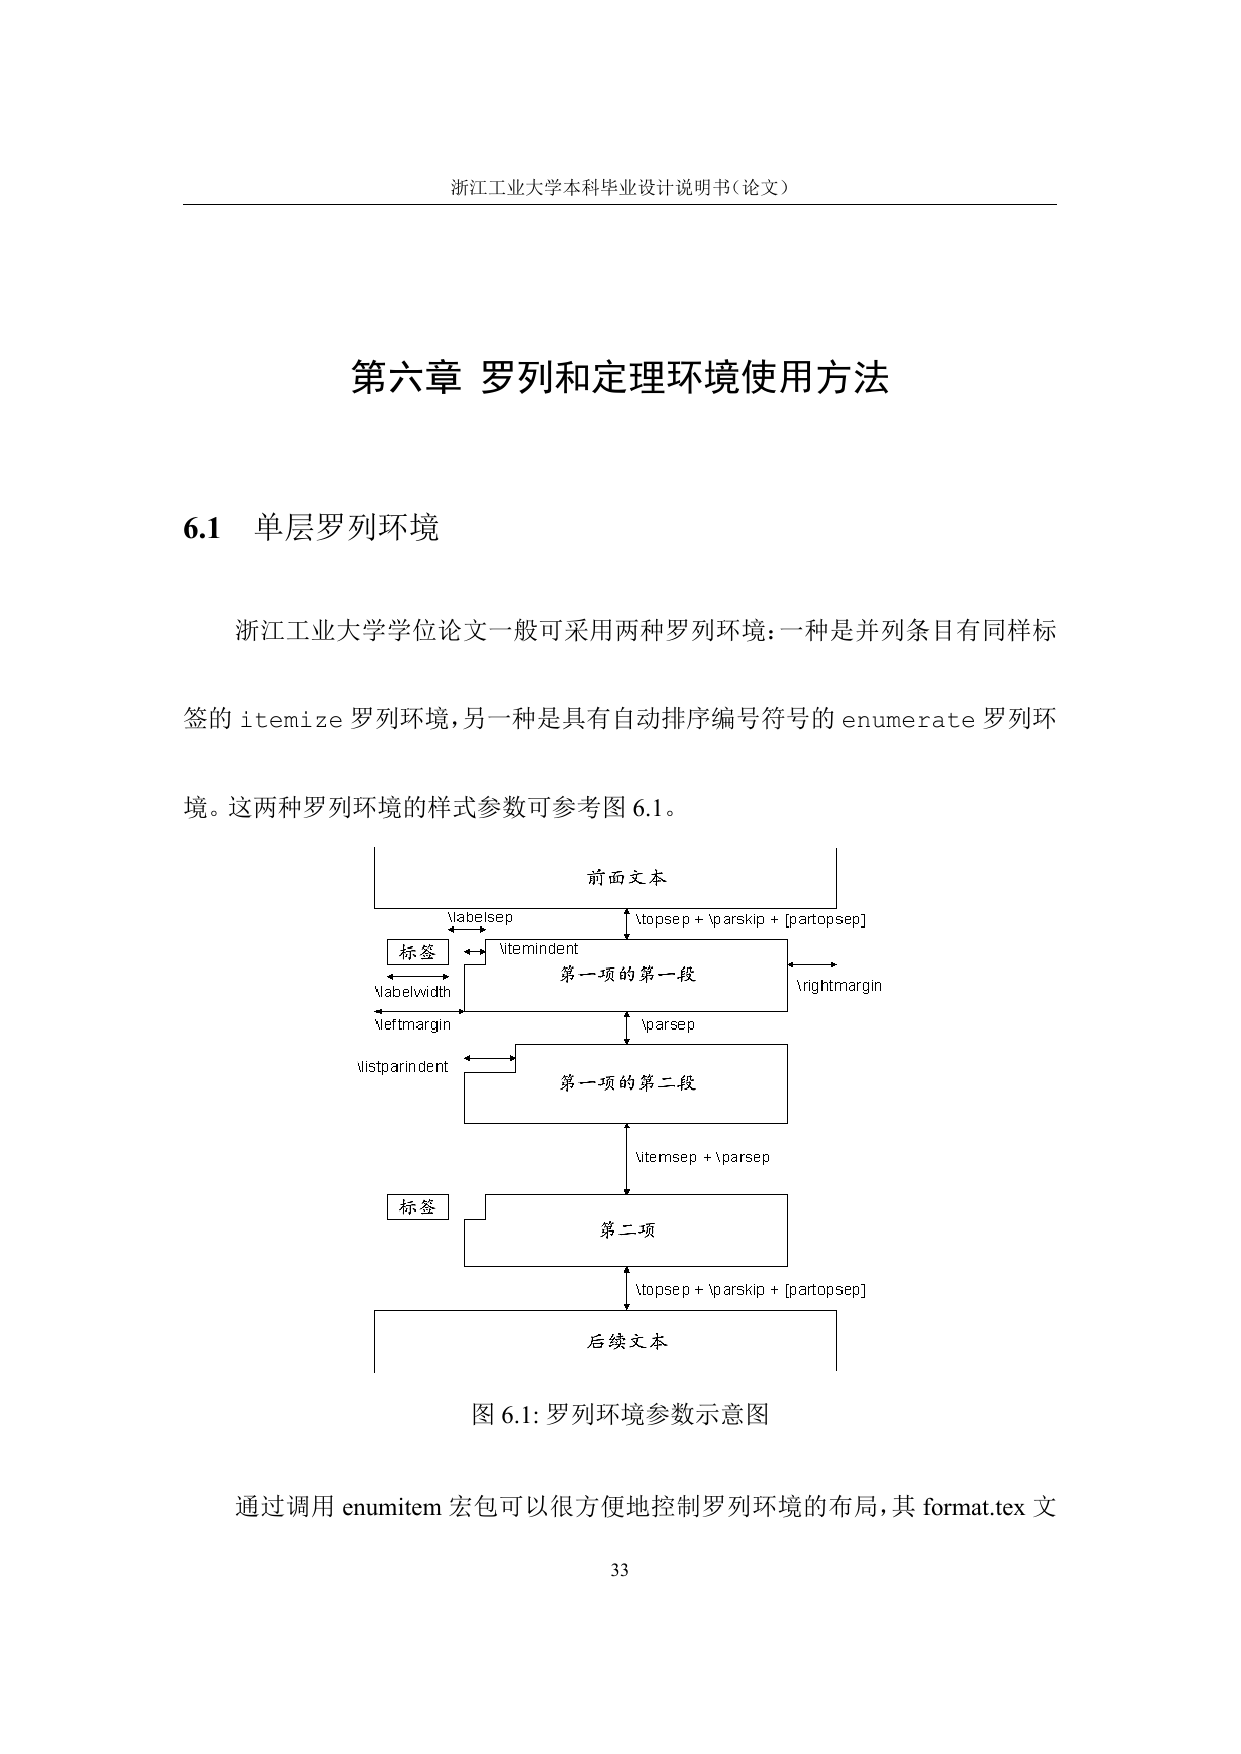 浙江工业大学本科毕业设计说明书（论文）
第六章 罗列和定理环境使用方法
6.1 单层罗列环境
浙江工业大学学位论文一般可采用两种罗列环境：一种是并列条目有同样标
签的 itemize 罗列环境，另一种是具有自动排序编号符号的 enumerate 罗列环
境。这两种罗列环境的样式参数可参考图 6.1。
前面文本
\labelsep
\topsep + \parskip + [partopsep]
标签
\itemindent
第一项的第一段
\rightmargin
\labelwidth
\leftmargin
\parsep
\listparindent
第一项的第二段
\itemsep + \parsep
标签
第二项
\topsep + \parskip + [partopsep]
后续文本
图 6.1: 罗列环境参数示意图
通过调用 enumitem 宏包可以很方便地控制罗列环境的布局，其 format.tex 文
33